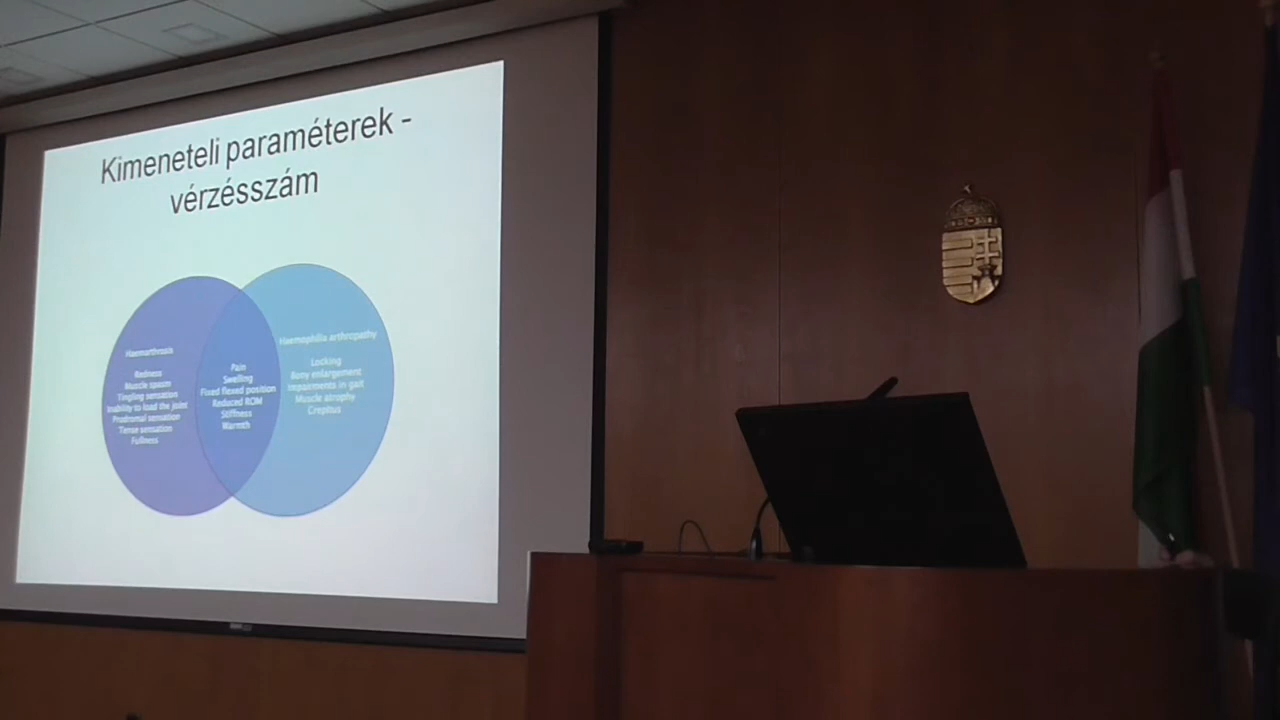 Kimeneteli paraméterek -
vérzésszám
Haemarthrosis
Redness
Muscle spasm
Tingling sensation
Inability to load the joint
Prodromal sensation
Tense sensation
Fullness
Pain
Swelling
Fixed flexed position
Reduced ROM
Stiffness
Warmth
Haemophilia arthropathy
Locking
Bony enlargement
Impairments in gait
Muscle atrophy
Crepitus